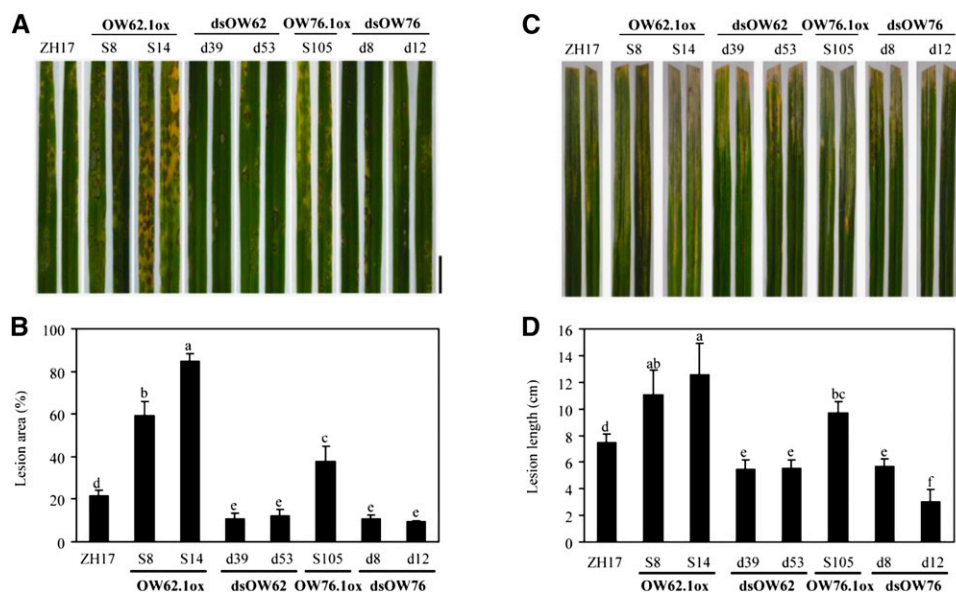 A
OW62.1ox dsOW62 OW76.1ox dsOW76
ZH17 S8 S14 d39 d53 S105 d8 d12
C
OW62.1ox dsOW62 OW76.1ox dsOW76
ZH17 S8 S14 d39 d53 S105 d8 d12
B
Lesion area (%)
100
80
60
40
20
0
d b a e e c e e
ZH17 S8 S14 d39 d53 S105 d8 d12
OW62.1ox dsOW62 OW76.1ox dsOW76
D
Lesion length (cm)
16
14
12
10
8
6
4
2
0
d ab a e e bc e f
ZH17 S8 S14 d39 d53 S105 d8 d12
OW62.1ox dsOW62 OW76.1ox dsOW76